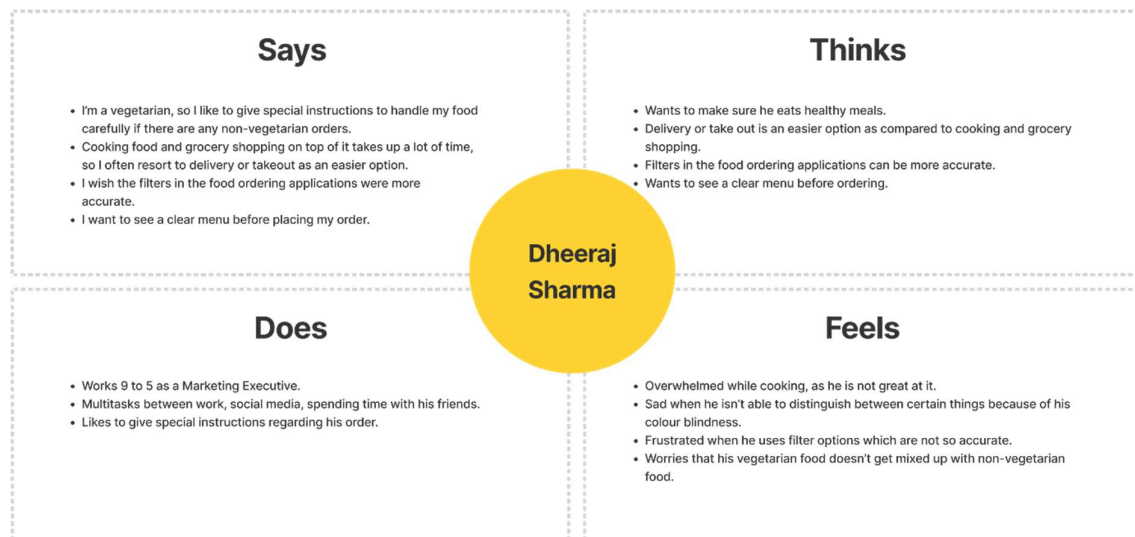 Says
• I'm a vegetarian, so I like to give special instructions to handle my food
carefully if there are any non-vegetarian orders.
• Cooking food and grocery shopping on top of it takes up a lot of time,
so I often resort to delivery or takeout as an easier option.
• I wish the filters in the food ordering applications were more
accurate.
• I want to see a clear menu before placing my order.
Thinks
• Wants to make sure he eats healthy meals.
• Delivery or take out is an easier option as compared to cooking and grocery
shopping.
• Filters in the food ordering applications can be more accurate.
• Wants to see a clear menu before ordering.
Dheeraj
Sharma
Does
• Works 9 to 5 as a Marketing Executive.
• Multitasks between work, social media, spending time with his friends.
• Likes to give special instructions regarding his order.
Feels
• Overwhelmed while cooking, as he is not great at it.
• Sad when he isn't able to distinguish between certain things because of his
colour blindness.
• Frustrated when he uses filter options which are not so accurate.
• Worries that his vegetarian food doesn't get mixed up with non-vegetarian
food.